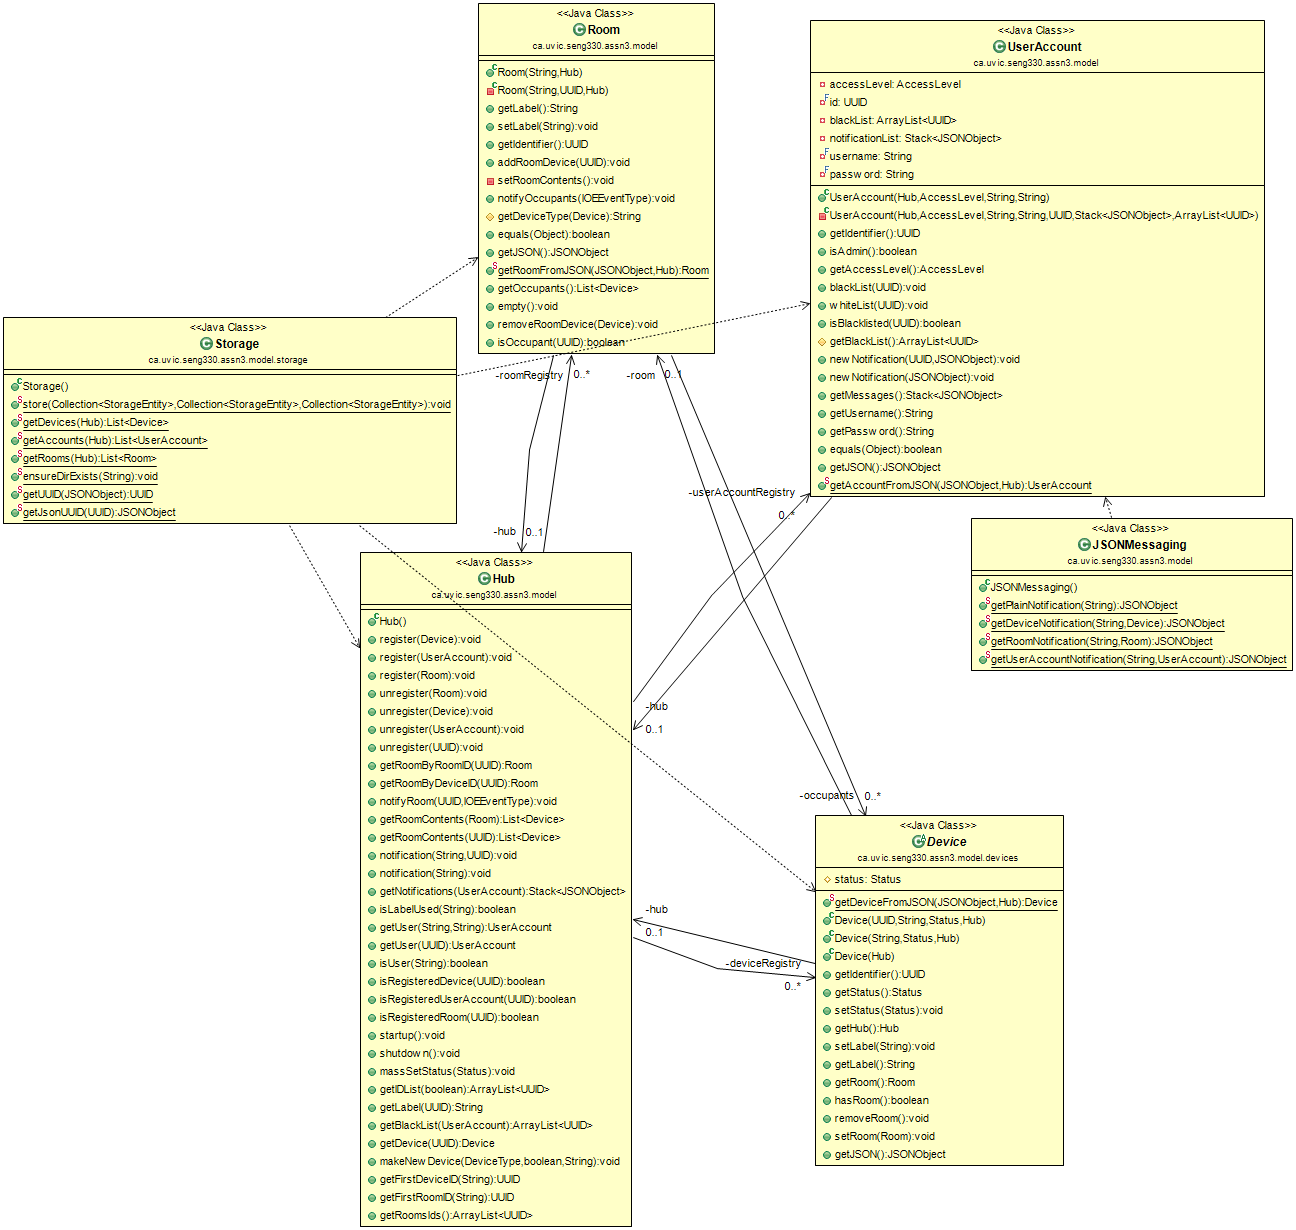 <<Java Class>>
Room
ca.uvic.seng330.assn3.model
Room(String,Hub)
Room(String,UUID,Hub)
getLabel():String
setLabel(String):void
getIdentifier():UUID
addRoomDevice(UUID):void
setRoomContents():void
notifyOccupants(IOEEventType):void
getDeviceType(Device):String
equals(Object):boolean
getJSON():JSONObject
getRoomFromJSON(JSONObject,Hub):Room
getOccupants():List<Device>
empty():void
removeRoomDevice(Device):void
isOccupant(UUID):boolean
<<Java Class>>
UserAccount
ca.uvic.seng330.assn3.model
accessLevel: AccessLevel
id: UUID
blackList: ArrayList<UUID>
notificationList: Stack<JSONObject>
username: String
password: String
UserAccount(Hub,AccessLevel,String,String)
UserAccount(Hub,AccessLevel,String,String,UUID,Stack<JSONObject>,ArrayList<UUID>)
getIdentifier():UUID
isAdmin():boolean
getAccessLevel():AccessLevel
blackList(UUID):void
whiteList(UUID):void
isBlacklisted(UUID):boolean
getBlackList():ArrayList<UUID>
newNotification(UUID,JSONObject):void
newNotification(JSONObject):void
getMessages():Stack<JSONObject>
getUsername():String
getPassword():String
equals(Object):boolean
getJSON():JSONObject
getAccountFromJSON(JSONObject,Hub):UserAccount
<<Java Class>>
Storage
ca.uvic.seng330.assn3.model.storage
Storage()
store(Collection<StorageEntity>,Collection<StorageEntity>,Collection<StorageEntity>):void
getDevices(Hub):List<Device>
getAccounts(Hub):List<UserAccount>
getRooms(Hub):List<Room>
ensureDirExists(String):void
getUUID(JSONObject):UUID
getJsonUUID(UUID):JSONObject
-roomRegistry
0..*
-room
0..1
-hub
0..1
-userAccountRegistry
0..*
<<Java Class>>
JSONMessaging
ca.uvic.seng330.assn3.model
JSONMessaging()
getPlainNotification(String):JSONObject
getDeviceNotification(String,Device):JSONObject
getRoomNotification(String,Room):JSONObject
getUserAccountNotification(String,UserAccount):JSONObject
<<Java Class>>
Hub
ca.uvic.seng330.assn3.model
Hub()
register(Device):void
register(UserAccount):void
register(Room):void
unregister(Room):void
unregister(Device):void
unregister(UserAccount):void
unregister(UUID):void
getRoomByRoomID(UUID):Room
getRoomByDeviceID(UUID):Room
notifyRoom(UUID,IOEEventType):void
getRoomContents(Room):List<Device>
getRoomContents(UUID):List<Device>
notification(String,UUID):void
notification(String):void
getNotifications(UserAccount):Stack<JSONObject>
isLabelUsed(String):boolean
getUser(String,String):UserAccount
getUser(UUID):UserAccount
isUser(String):boolean
isRegisteredDevice(UUID):boolean
isRegisteredUserAccount(UUID):boolean
isRegisteredRoom(UUID):boolean
startup():void
shutdown():void
massSetStatus(Status):void
getIDList(boolean):ArrayList<UUID>
getLabel(UUID):String
getBlackList(UserAccount):ArrayList<UUID>
getDevice(UUID):Device
makeNewDevice(DeviceType,boolean,String):void
getFirstDeviceID(String):UUID
getFirstRoomID(String):UUID
getRoomsIds():ArrayList<UUID>
-hub
0..1
-occupants
0..*
-hub
0..1
-deviceRegistry
0..*
<<Java Class>>
Device
ca.uvic.seng330.assn3.model.devices
status: Status
getDeviceFromJSON(JSONObject,Hub):Device
Device(UUID,String,Status,Hub)
Device(String,Status,Hub)
Device(Hub)
getIdentifier():UUID
getStatus():Status
setStatus(Status):void
getHub():Hub
setLabel(String):void
getLabel():String
getRoom():Room
hasRoom():boolean
removeRoom():void
setRoom(Room):void
getJSON():JSONObject